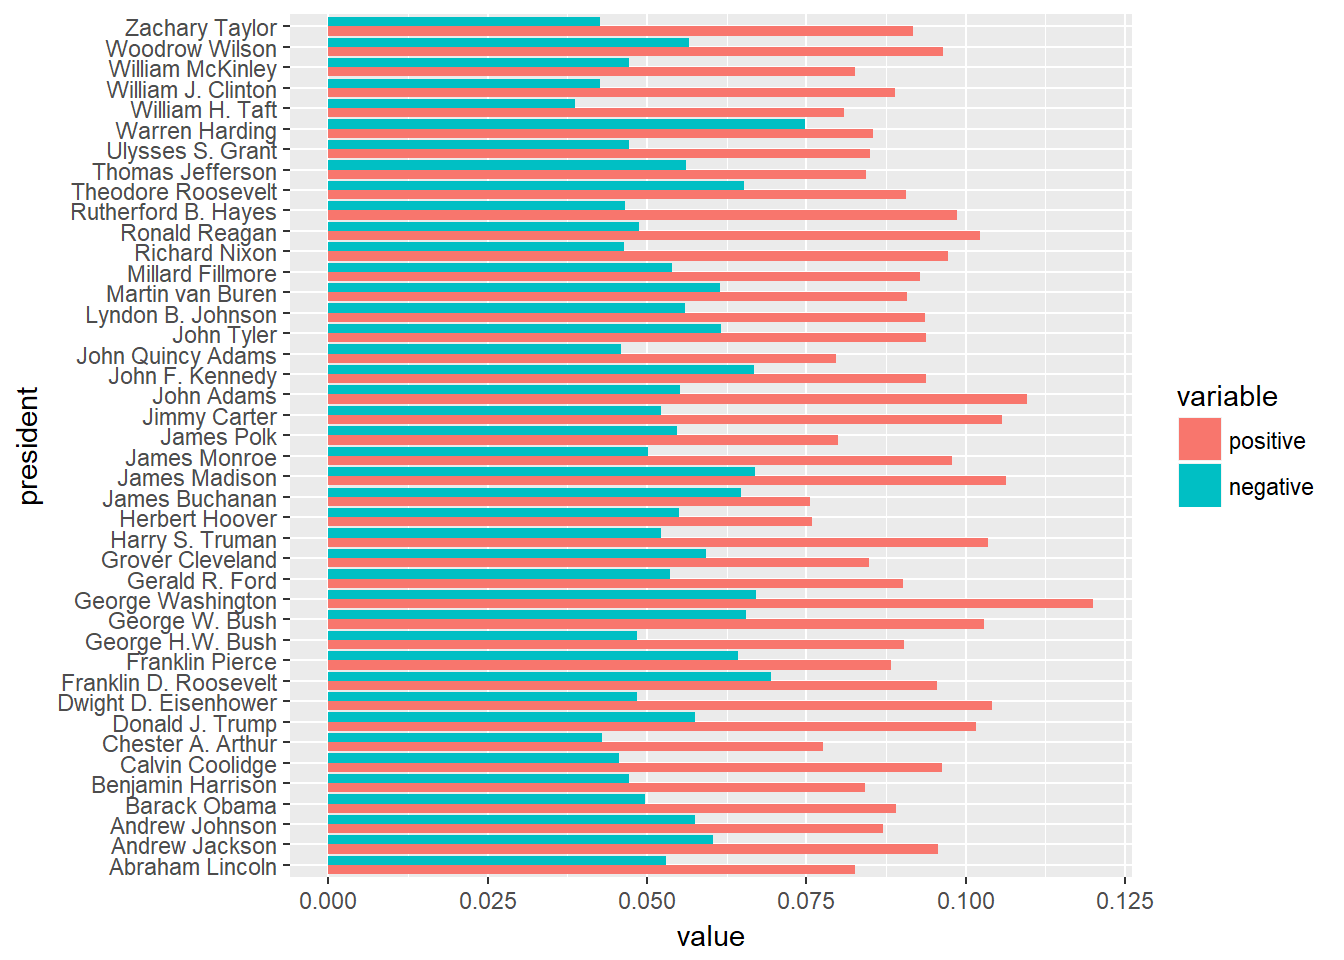 Zachary Taylor
Woodrow Wilson
William McKinley
William J. Clinton
William H. Taft
Warren Harding
Ulysses S. Grant
Thomas Jefferson
Theodore Roosevelt
Rutherford B. Hayes
Ronald Reagan
Richard Nixon
Millard Fillmore
Martin van Buren
Lyndon B. Johnson
John Tyler
John Quincy Adams
John F. Kennedy
John Adams
Jimmy Carter
James Polk
James Monroe
James Madison
James Buchanan
Herbert Hoover
Harry S. Truman
Grover Cleveland
Gerald R. Ford
George Washington
George W. Bush
George H.W. Bush
Franklin Pierce
Franklin D. Roosevelt
Dwight D. Eisenhower
Donald J. Trump
Chester A. Arthur
Calvin Coolidge
Benjamin Harrison
Barack Obama
Andrew Johnson
Andrew Jackson
Abraham Lincoln
president
0.000 0.025 0.050 0.075 0.100 0.125
value
variable
positive
negative